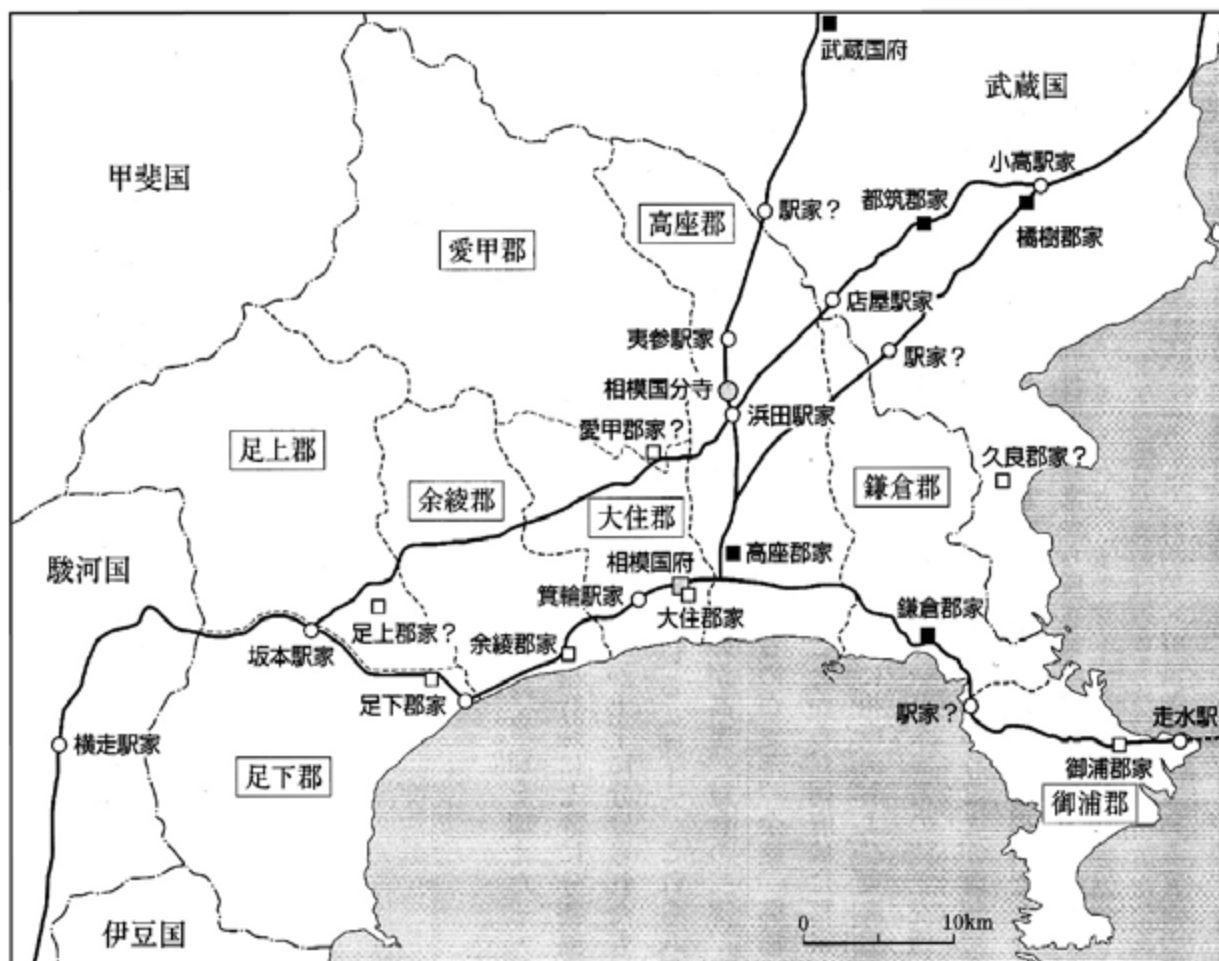 武蔵国府
武蔵国
小高駅家
甲斐国
都筑郡家
駅家？
高座郡
橘樹郡家
愛甲郡
店屋駅家
夷参駅家
駅家？
相模国分寺
浜田駅家
愛甲郡家？
足上郡
久良郡家？
余綾郡
鎌倉郡
大住郡
高座郡家
駿河国
相模国府
箕輪駅家
大住郡家
鎌倉郡家
足上郡家？
余綾郡家
坂本駅家
足下郡家
駅家？
走水駅
横走駅家
御浦郡家
足下郡
御浦郡
伊豆国
0 10km